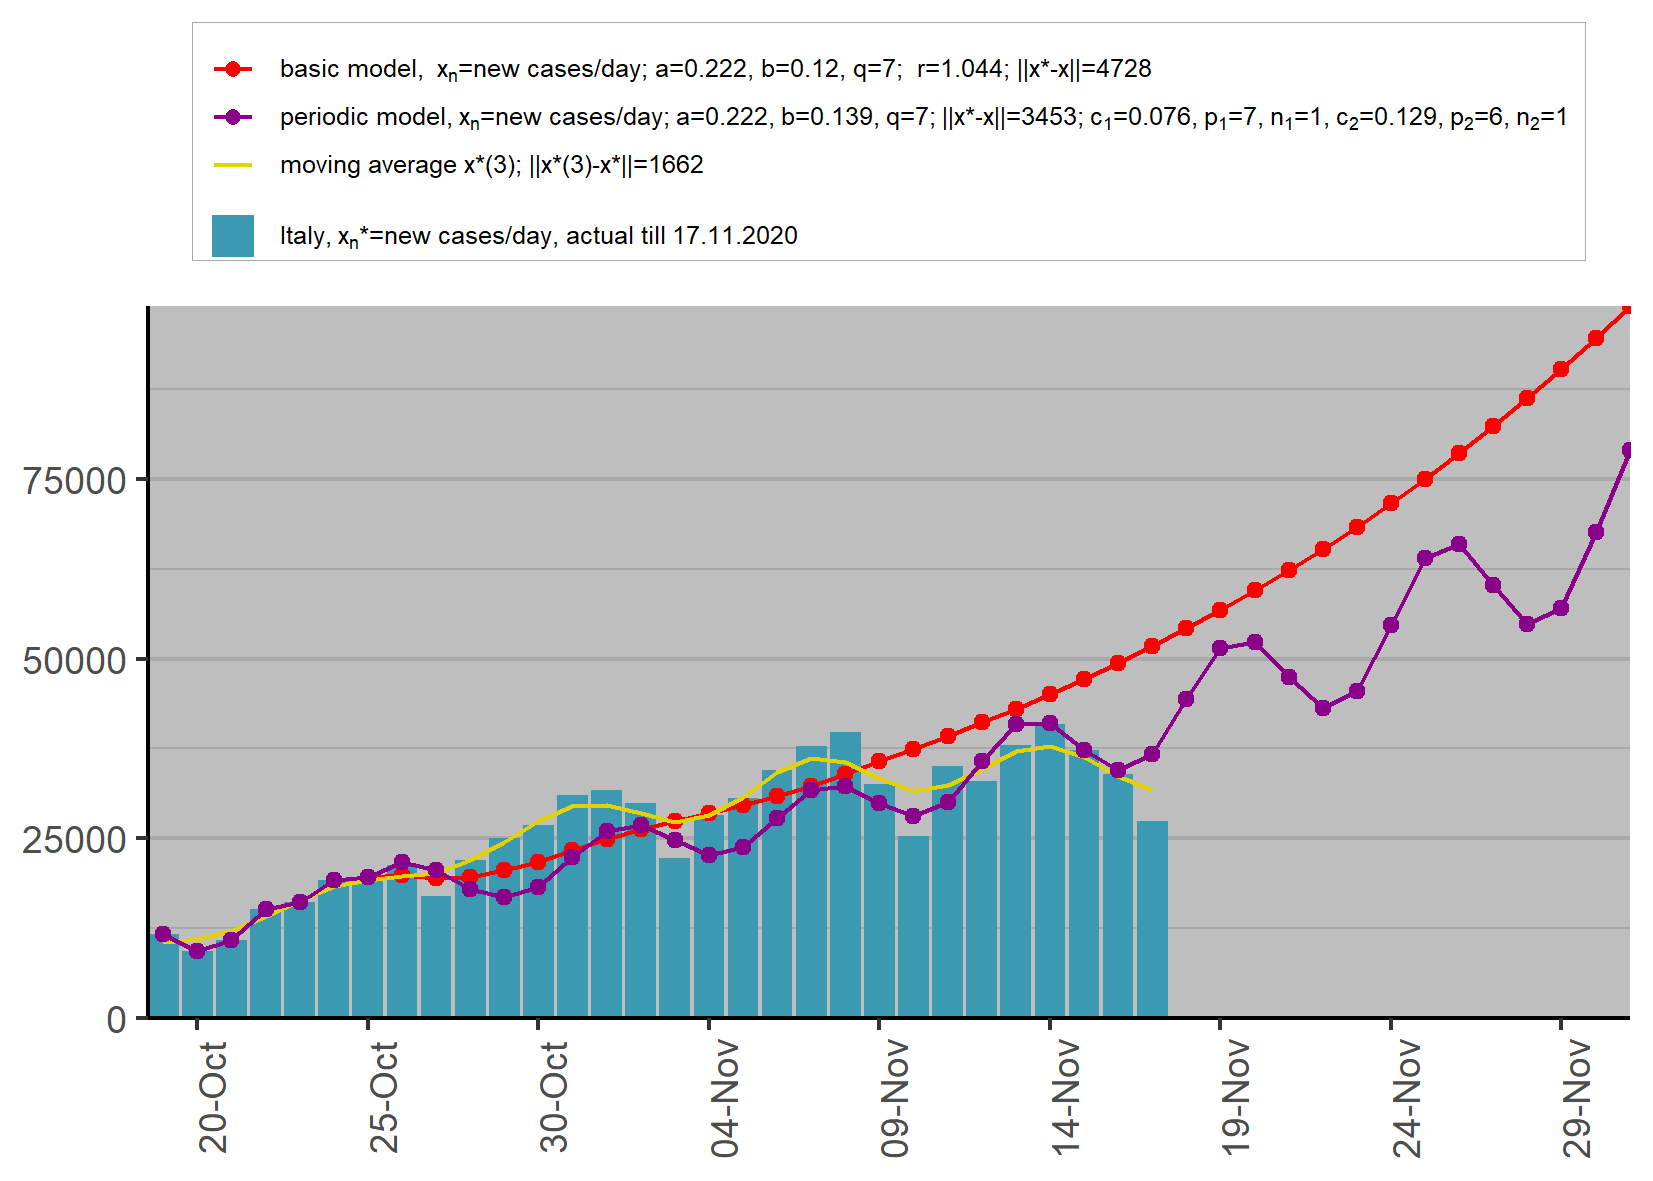 basic model,  xₙ=new cases/day; a=0.222, b=0.12, q=7;  r=1.044; ||x*-x||=4728
periodic model, xₙ=new cases/day; a=0.222, b=0.139, q=7; ||x*-x||=3453; c₁=0.076, p₁=7, n₁=1, c₂=0.129, p₂=6, n₂=1
moving average x*(3); ||x*(3)-x*||=1662
Italy, xₙ*=new cases/day, actual till 17.11.2020
75000
50000
25000
0
20-Oct
25-Oct
30-Oct
04-Nov
09-Nov
14-Nov
19-Nov
24-Nov
29-Nov